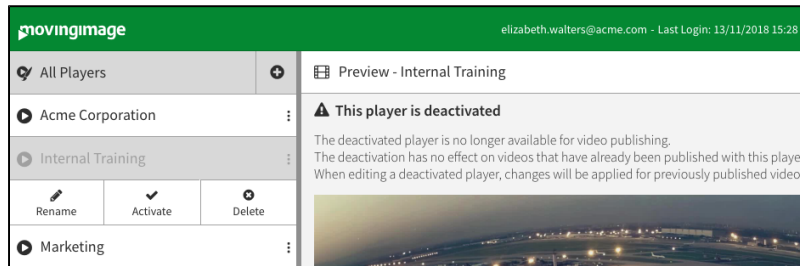 movingimage
elizabeth.walters@acme.com - Last Login: 13/11/2018 15:28
All Players
Preview - Internal Training
Acme Corporation
This player is deactivated
The deactivated player is no longer available for video publishing.
Internal Training
The deactivation has no effect on videos that have already been published with this playe
When editing a deactivated player, changes will be applied for previously published video
Rename
Activate
Delete
Marketing